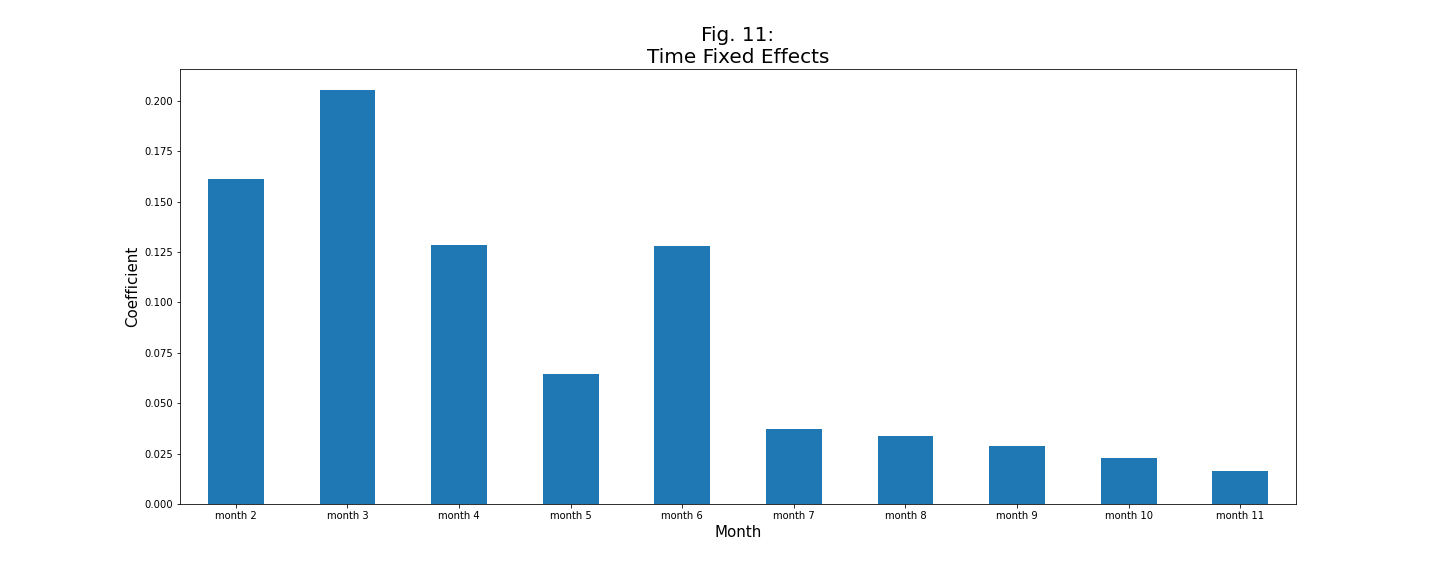 Fig. 11:
Time Fixed Effects
0.200
0.175
0.150
0.125
0.100
0.075
0.050
0.025
0.000
Coefficient
month 2
month 3
month 4
month 5
month 6
month 7
month 8
month 9
month 10
month 11
Month